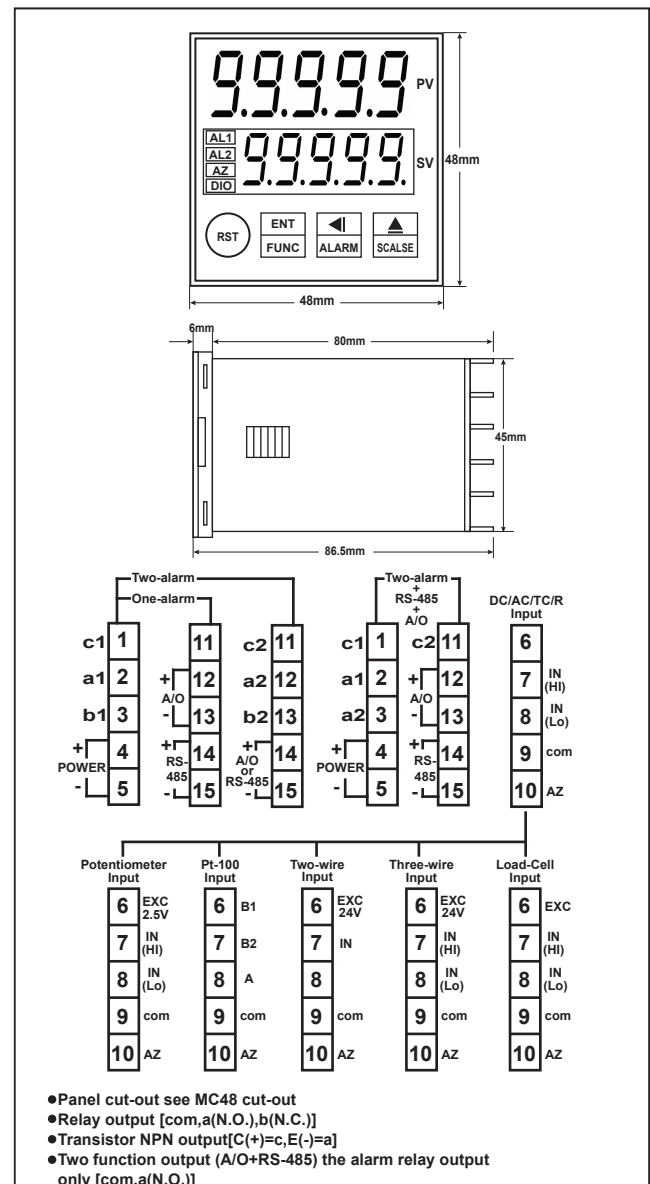 99999 PV
AL1
AL2
AZ
DIO
9.9.9.9.9. SV
48mm
RST
ENT
FUNC
ALARM
SCALSE
48mm
6mm
80mm
45mm
86.5mm
Two-alarm
One-alarm
c1 1
a1 2
b1 3
+ 4
POWER
- 5
11
+ 12
A/O
- 13
+ 14
RS-
485
- 15
c2 11
a2 12
b2 13
+ 14
A/O
or
RS-485
- 15
Two-alarm
+
RS-485
+
A/O
c1 1
a1 2
a2 3
+ 4
POWER
- 5
c2 11
+ 12
A/O
- 13
+ 14
RS-
485
- 15
DC/AC/TC/R
Input
6
7 IN
(HI)
8 IN
(Lo)
9 com
10 AZ
Potentiometer
Input
6 EXC
2.5V
7 IN
(HI)
8 IN
(Lo)
9 com
10 AZ
Pt-100
Input
6 B1
7 B2
8 A
9 com
10 AZ
Two-wire
Input
6 EXC
24V
7 IN
8
9 com
10 AZ
Three-wire
Input
6 EXC
24V
7 IN
(HI)
8 IN
(Lo)
9 com
10 AZ
Load-Cell
Input
6 EXC
7 IN
(HI)
8 IN
(Lo)
9 com
10 AZ
●Panel cut-out see MC48 cut-out
●Relay output [com,a(N.O.),b(N.C.)]
●Transistor NPN output[C(+)=c,E(-)=a]
●Two function output (A/O+RS-485) the alarm relay output
only [com,a(N.O.)]